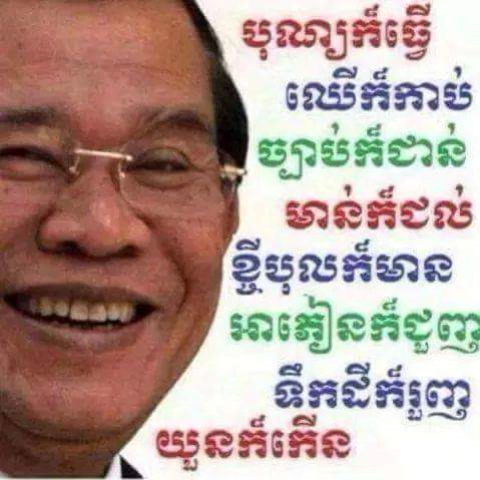 បុណ្យក៏ធ្វើ
ឈើក៏កាប់
ច្បាប់ក៏ជាន់
មាន់ក៏ជល់
ខ្ចីបុលក៏មាន
អាភៀនក៏ជួញ
ទឹកដីក៏រួញ
យួនក៏កើន